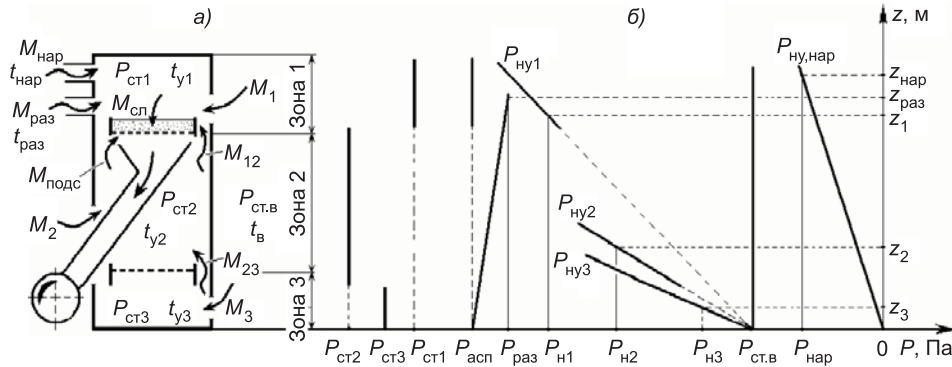 а)
б)
z, м
Mнар
tнар
Pст1
tу1
Mсл
M1
Mраз
tраз
M12
Mподс
Pст2
tу2
M2
Pст.в
tв
M23
Pст3
tу3
M3
Зона 1
Зона 2
Зона 3
Pну1
Pну,нар
zнар
zраз
z1
Pну2
Pну3
z2
z3
Pст2 Pст3 Pст1 Pасп Pраз Pн1 Pн2 Pн3 Pст.в Pнар 0 P, Па